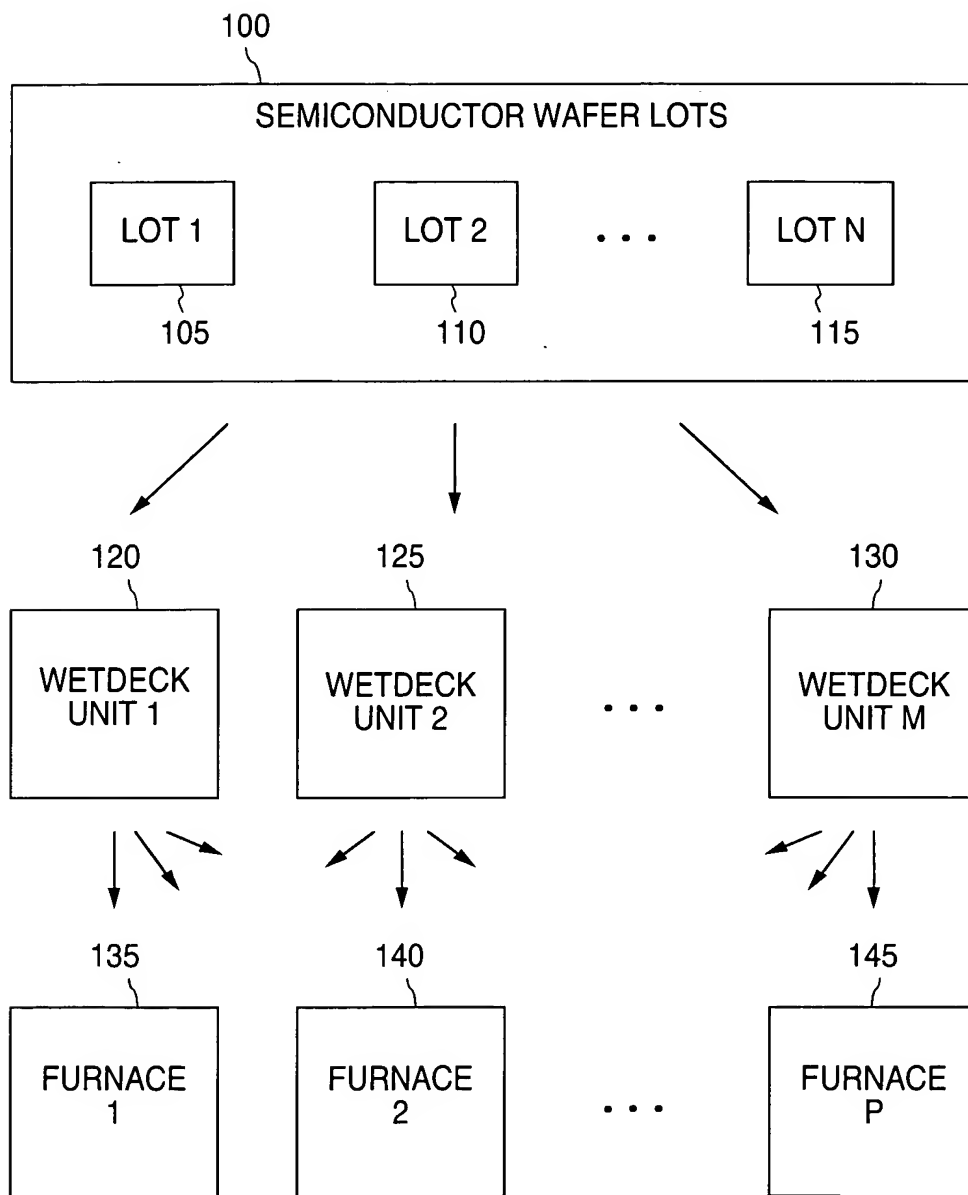 100
SEMICONDUCTOR WAFER LOTS
LOT 1
LOT 2
. . .
LOT N
105
110
115
120
125
130
WETDECK
UNIT 1
WETDECK
UNIT 2
. . .
WETDECK
UNIT M
135
140
145
FURNACE
1
FURNACE
2
. . .
FURNACE
P